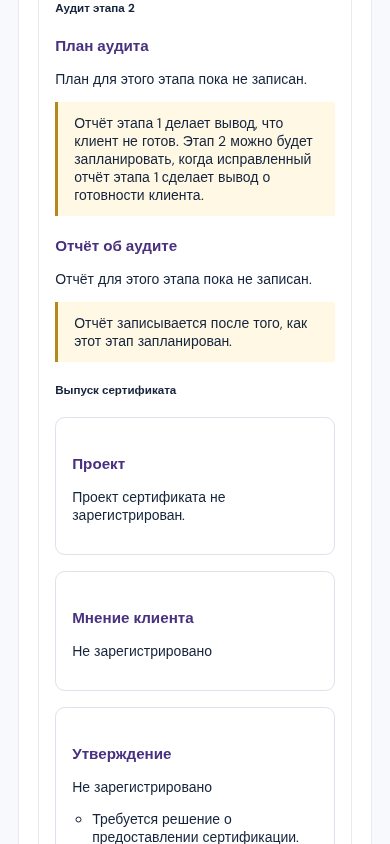 Аудит этапа 2
План аудита
План для этого этапа пока не записан.
Отчёт этапа 1 делает вывод, что
клиент не готов. Этап 2 можно будет
запланировать, когда исправленный
отчёт этапа 1 сделает вывод о
готовности клиента.
Отчёт об аудите
Отчёт для этого этапа пока не записан.
Отчёт записывается после того, как
этот этап запланирован.
Выпуск сертификата
Проект
Проект сертификата не
зарегистрирован.
Мнение клиента
Не зарегистрировано
Утверждение
Не зарегистрировано
Требуется решение о
предоставлении сертификации.